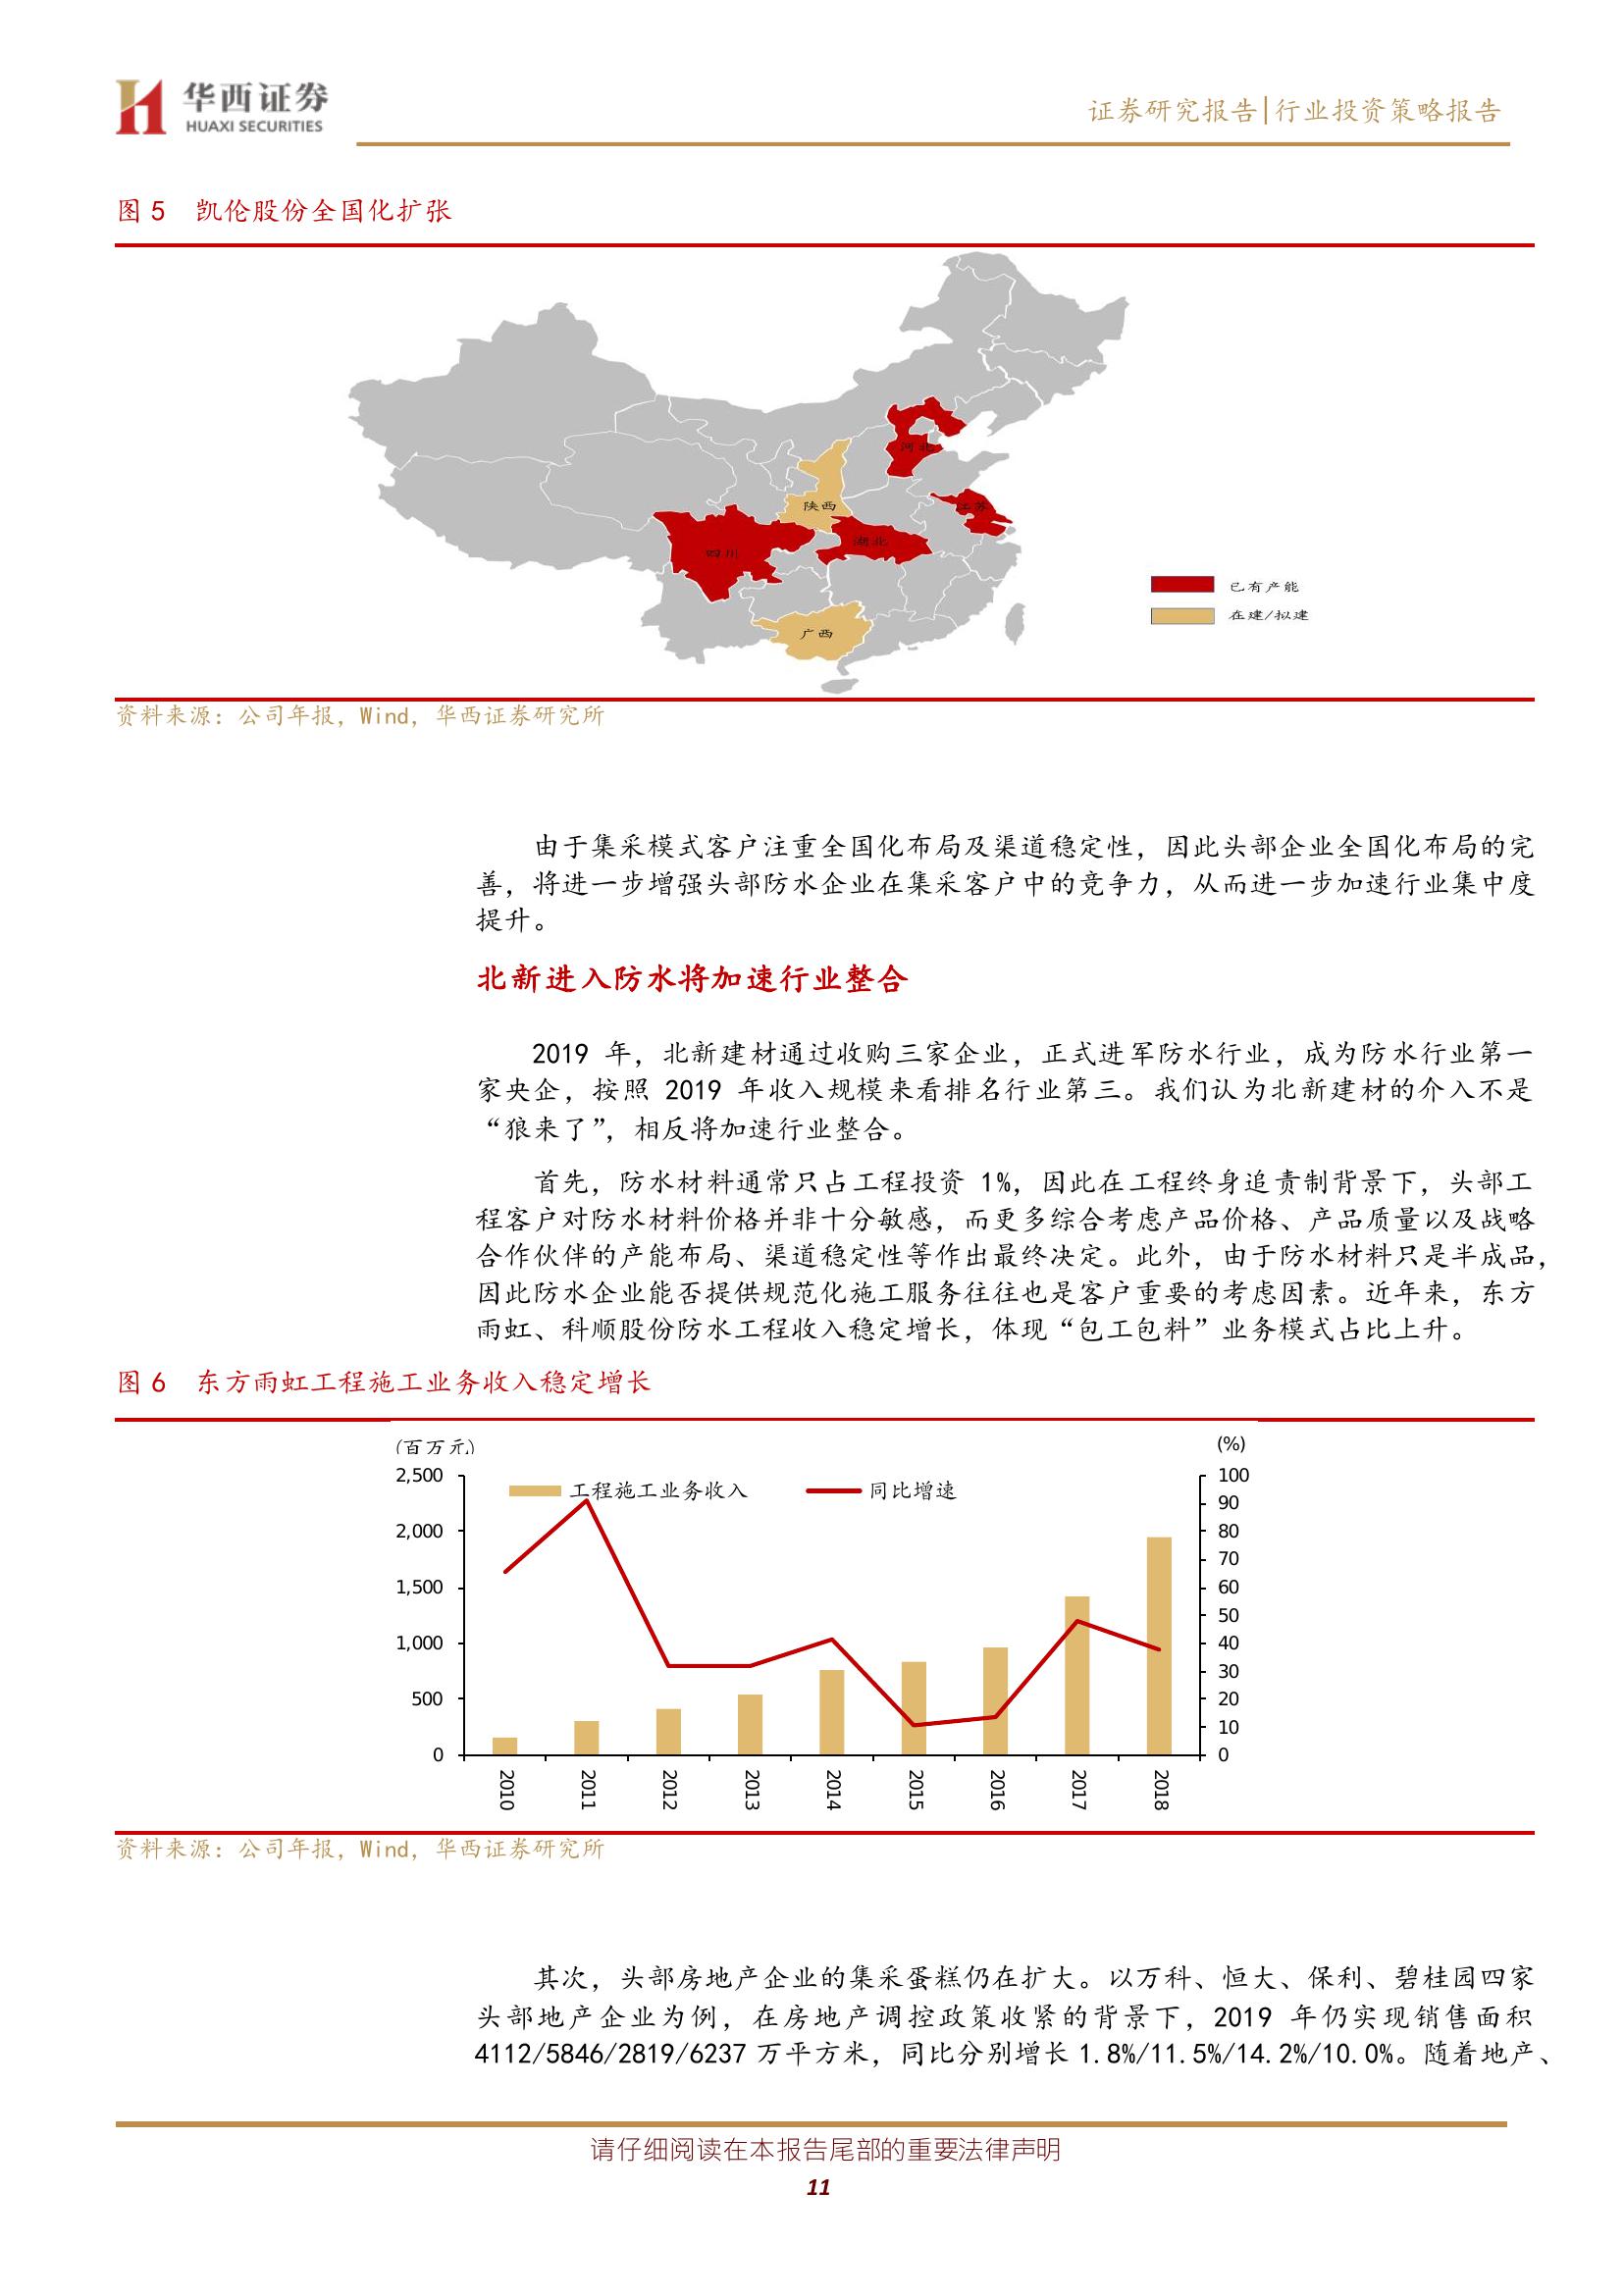 华西证券
HUAXI SECURITIES
证券研究报告|行业投资策略报告
图 5 凯伦股份全国化扩张
河北
陕西
江苏
湖北
四川
广西
已有产能
在建/拟建
资料来源：公司年报，Wind，华西证券研究所
由于集采模式客户注重全国化布局及渠道稳定性，因此头部企业全国化布局的完
善，将进一步增强头部防水企业在集采客户中的竞争力，从而进一步加速行业集中度
提升。
北新进入防水将加速行业整合
2019 年，北新建材通过收购三家企业，正式进军防水行业，成为防水行业第一
家央企，按照 2019 年收入规模来看排名行业第三。我们认为北新建材的介入不是
“狼来了”，相反将加速行业整合。
首先，防水材料通常只占工程投资 1%，因此在工程终身追责制背景下，头部工
程客户对防水材料价格并非十分敏感，而更多综合考虑产品价格、产品质量以及战略
合作伙伴的产能布局、渠道稳定性等作出最终决定。此外，由于防水材料只是半成品，
因此防水企业能否提供规范化施工服务往往也是客户重要的考虑因素。近年来，东方
雨虹、科顺股份防水工程收入稳定增长，体现“包工包料”业务模式占比上升。
图 6 东方雨虹工程施工业务收入稳定增长
(百万元) (%)
工程施工业务收入 同比增速
2,500 100
90
2,000 80
70
1,500 60
50
1,000 40
30
500 20
10
0 0
2010 2011 2012 2013 2014 2015 2016 2017 2018
资料来源：公司年报，Wind，华西证券研究所
其次，头部房地产企业的集采蛋糕仍在扩大。以万科、恒大、保利、碧桂园四家
头部地产企业为例，在房地产调控政策收紧的背景下，2019 年仍实现销售面积
4112/5846/2819/6237 万平方米，同比分别增长 1.8%/11.5%/14.2%/10.0%。随着地产、
请仔细阅读在本报告尾部的重要法律声明
11